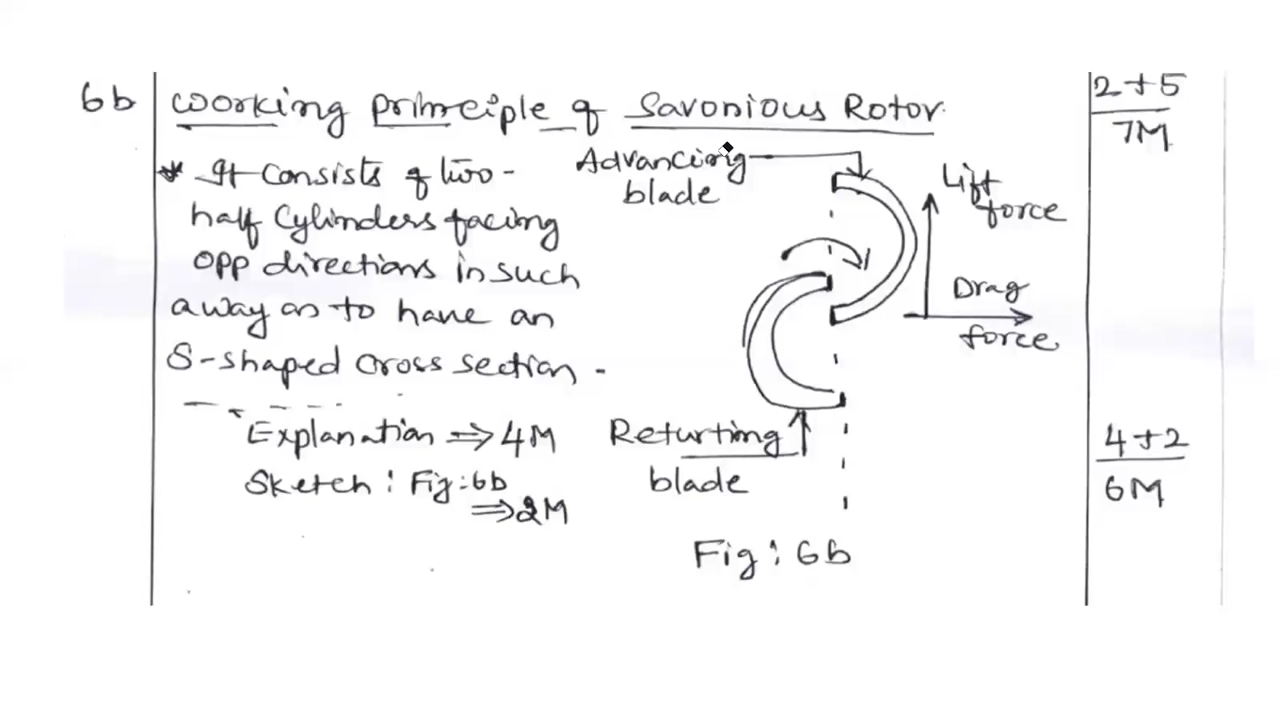 6b Working principle of Savonious Rotor.
2+5
7M
* It consists of two-
half cylinders facing
opp directions in such
a way as to have an
S-shaped cross section.
Advancing
blade
Lift
force
Drag
force
Explanation ⇒ 4M
Sketch: Fig:6b
⇒2M
Returting
blade
Fig: 6b
4+2
6M